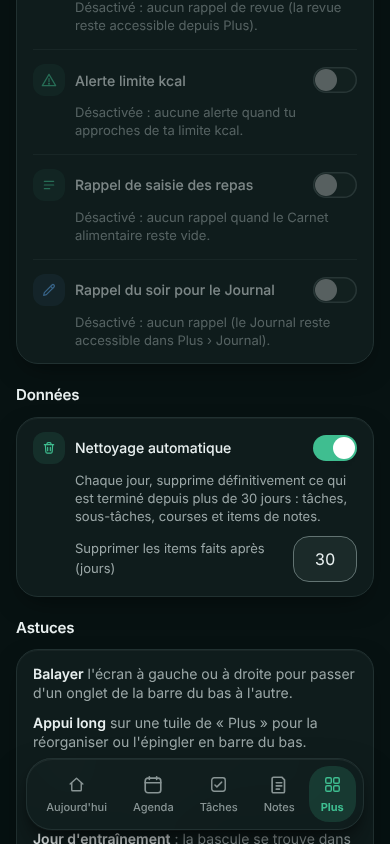 Désactivé : aucun rappel de revue (la revue
reste accessible depuis Plus).
Alerte limite kcal
Désactivée : aucune alerte quand tu
approches de ta limite kcal.
Rappel de saisie des repas
Désactivé : aucun rappel quand le Carnet
alimentaire reste vide.
Rappel du soir pour le Journal
Désactivé : aucun rappel (le Journal reste
accessible dans Plus › Journal).
Données
Nettoyage automatique
Chaque jour, supprime définitivement ce qui
est terminé depuis plus de 30 jours : tâches,
sous-tâches, courses et items de notes.
Supprimer les items faits après
(jours)
30
Astuces
Balayer l'écran à gauche ou à droite pour passer
d'un onglet de la barre du bas à l'autre.
Appui long sur une tuile de « Plus » pour la
réorganiser ou l'épingler en barre du bas.
Aujourd'hui
Agenda
Tâches
Notes
Plus
Jour d'entraînement : la bascule se trouve dans